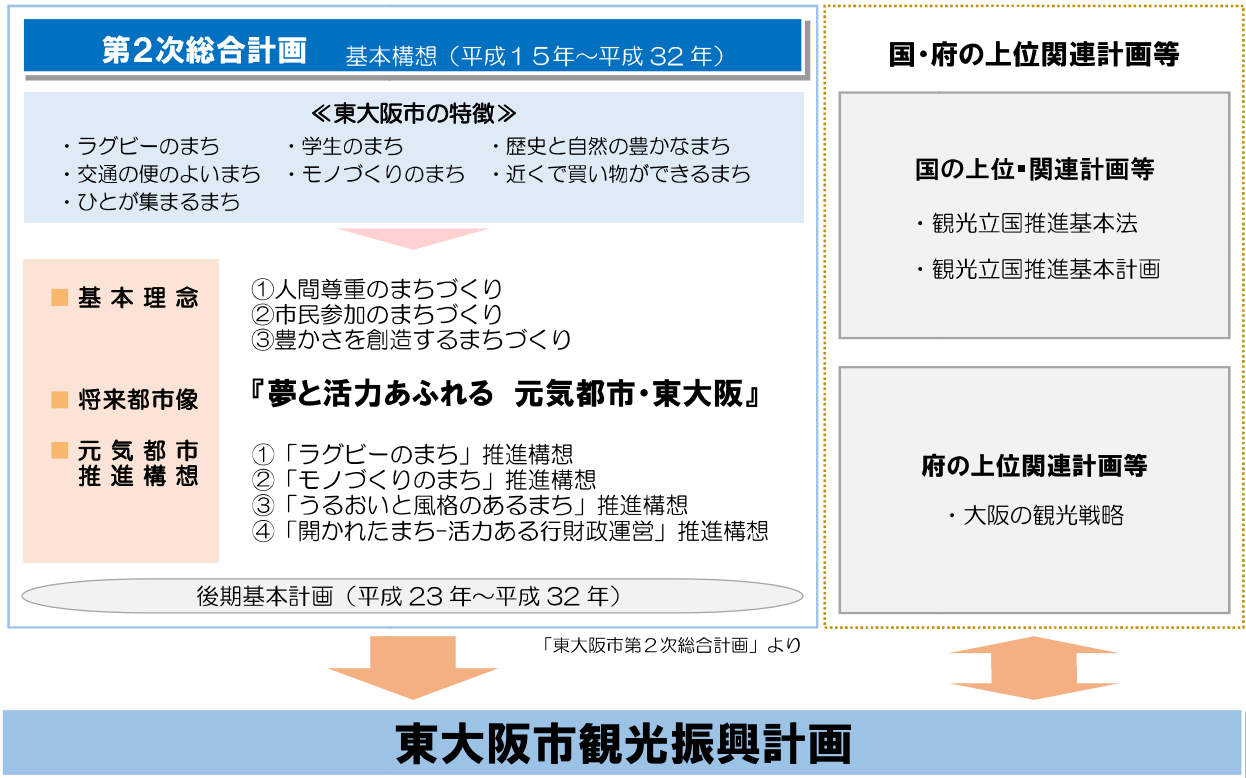 第2次総合計画 基本構想（平成１５年～平成 32 年）
≪東大阪市の特徴≫
・ラグビーのまち ・学生のまち ・歴史と自然の豊かなまち
・交通の便のよいまち ・モノづくりのまち ・近くで買い物ができるまち
・ひとが集まるまち
■ 基本理念
①人間尊重のまちづくり
②市民参加のまちづくり
③豊かさを創造するまちづくり
■ 将来都市像
『夢と活力あふれる 元気都市・東大阪』
■ 元気都市
推進構想
①「ラグビーのまち」推進構想
②「モノづくりのまち」推進構想
③「うるおいと風格のあるまち」推進構想
④「開かれたまち-活力ある行財政運営」推進構想
後期基本計画（平成 23 年～平成 32 年）
「東大阪市第２次総合計画」より
国・府の上位関連計画等
国の上位・関連計画等
・観光立国推進基本法
・観光立国推進基本計画
府の上位関連計画等
・大阪の観光戦略
東大阪市観光振興計画